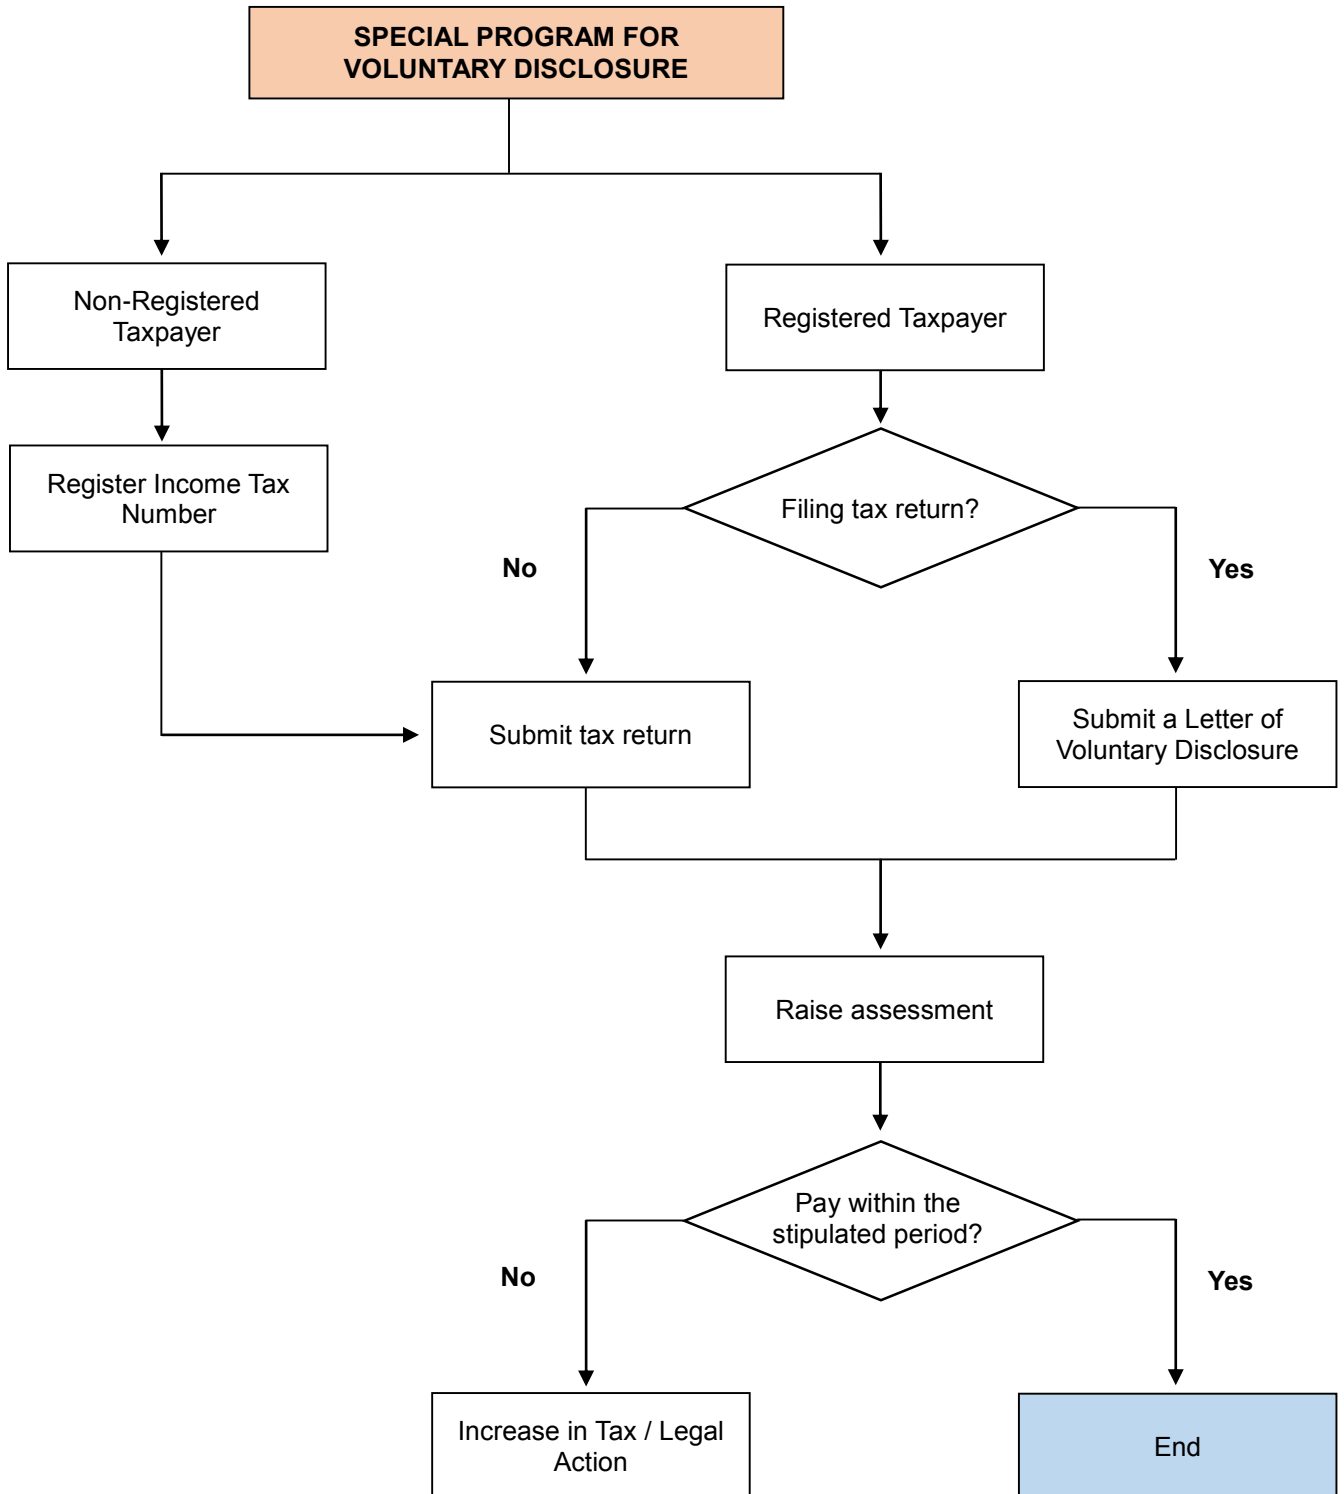 SPECIAL PROGRAM FOR
VOLUNTARY DISCLOSURE
Non-Registered
Taxpayer
Registered Taxpayer
Register Income Tax
Number
Filing tax return?
No
Yes
Submit tax return
Submit a Letter of
Voluntary Disclosure
Raise assessment
Pay within the
stipulated period?
No
Yes
Increase in Tax / Legal
Action
End